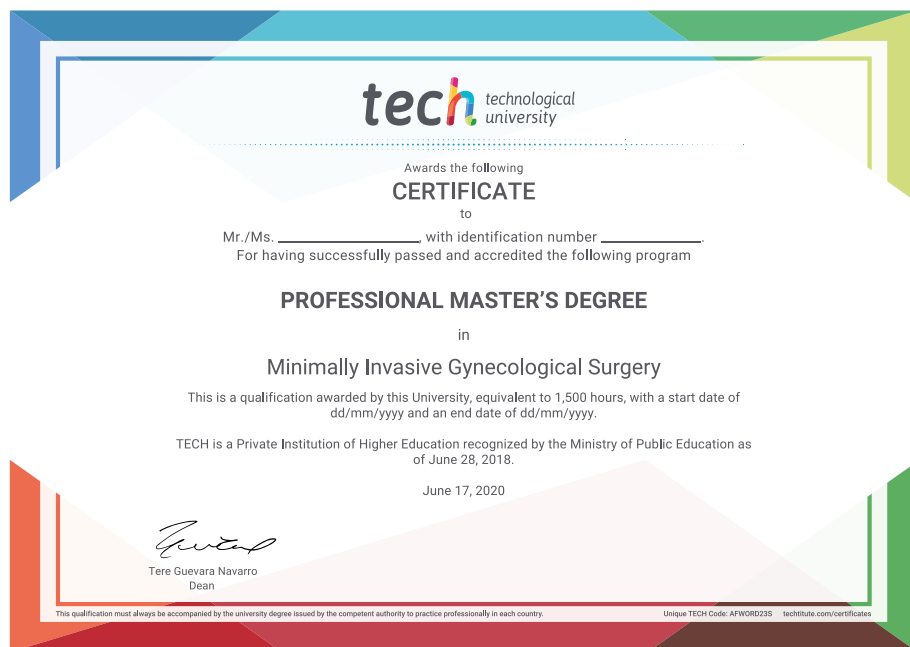 tech technological
university
Awards the following
CERTIFICATE
to
Mr./Ms. ____________________, with identification number ______________.
For having successfully passed and accredited the following program
PROFESSIONAL MASTER'S DEGREE
in
Minimally Invasive Gynecological Surgery
This is a qualification awarded by this University, equivalent to 1,500 hours, with a start date of
dd/mm/yyyy and an end date of dd/mm/yyyy.
TECH is a Private Institution of Higher Education recognized by the Ministry of Public Education as
of June 28, 2018.
June 17, 2020
Tere Guevara Navarro
Dean
This qualification must always be accompanied by the university degree issued by the competent authority to practice professionally in each country.
Unique TECH Code: AFWORD23S techtitute.com/certificates